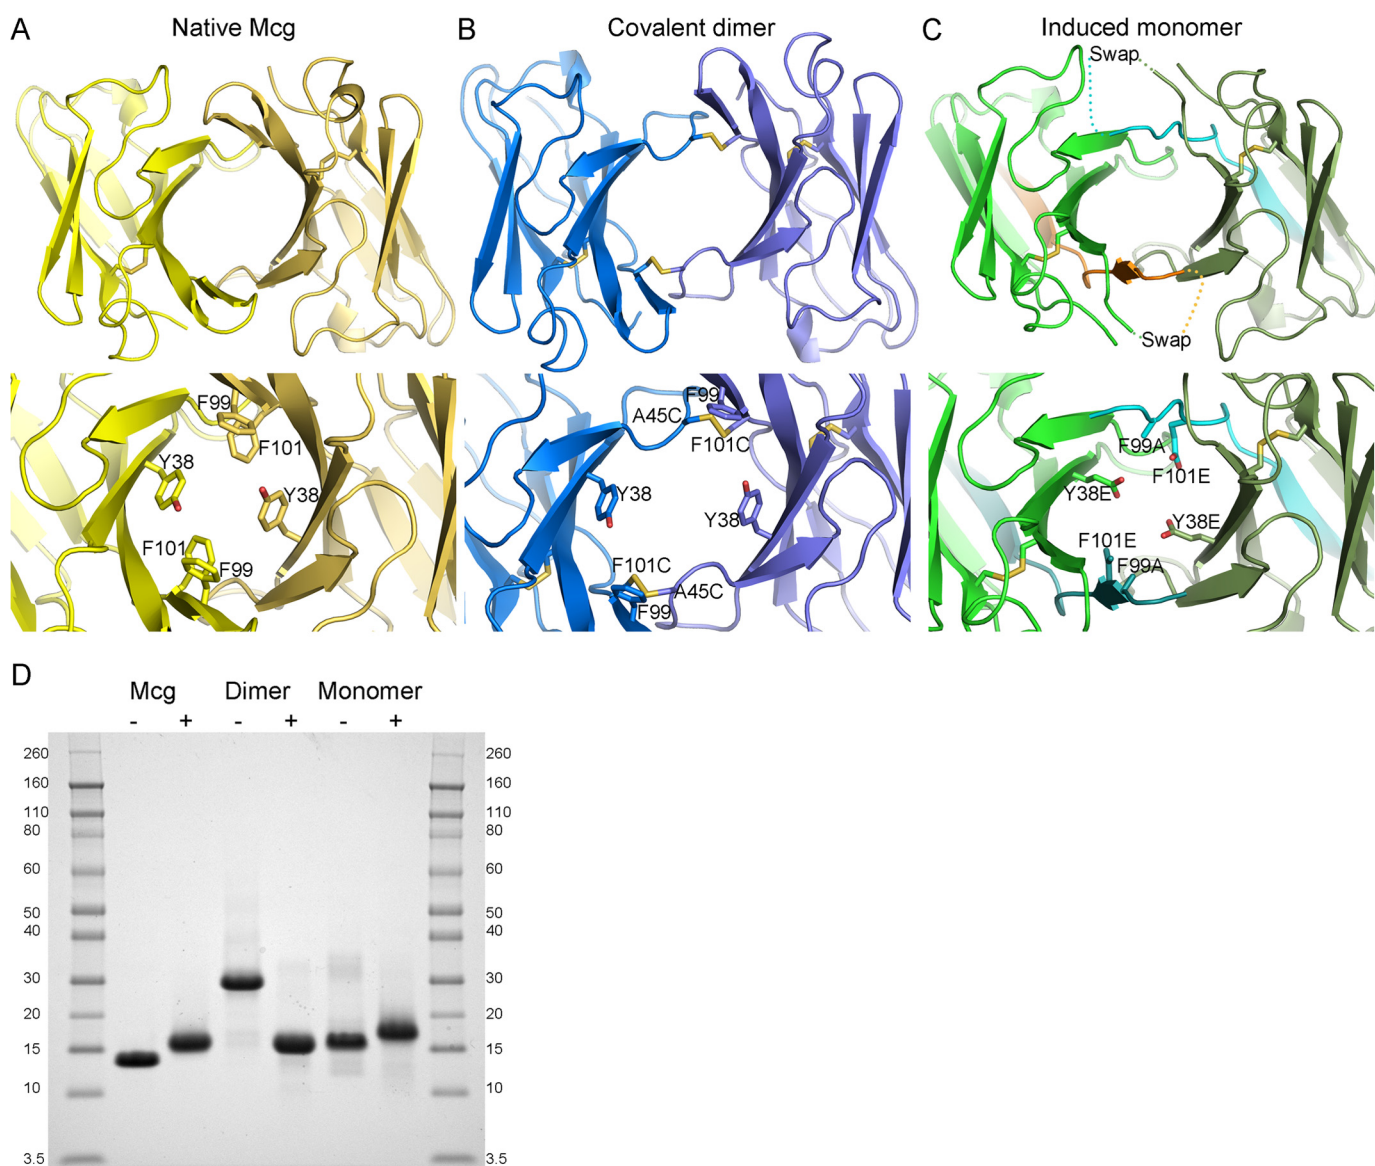 A Native Mcg
B Covalent dimer
C Induced monomer
Swap
Swap
F99
F101
Y38
Y38
F101
F99
F99
A45C
F101C
Y38
Y38
F101C
A45C
F99
F99A
F101E
Y38E
Y38E
F101E
F99A
D
Mcg Dimer Monomer
- + - + - +
260 260
160 160
110 110
80 80
60 60
50 50
40 40
30 30
20 20
15 15
10 10
3.5 3.5